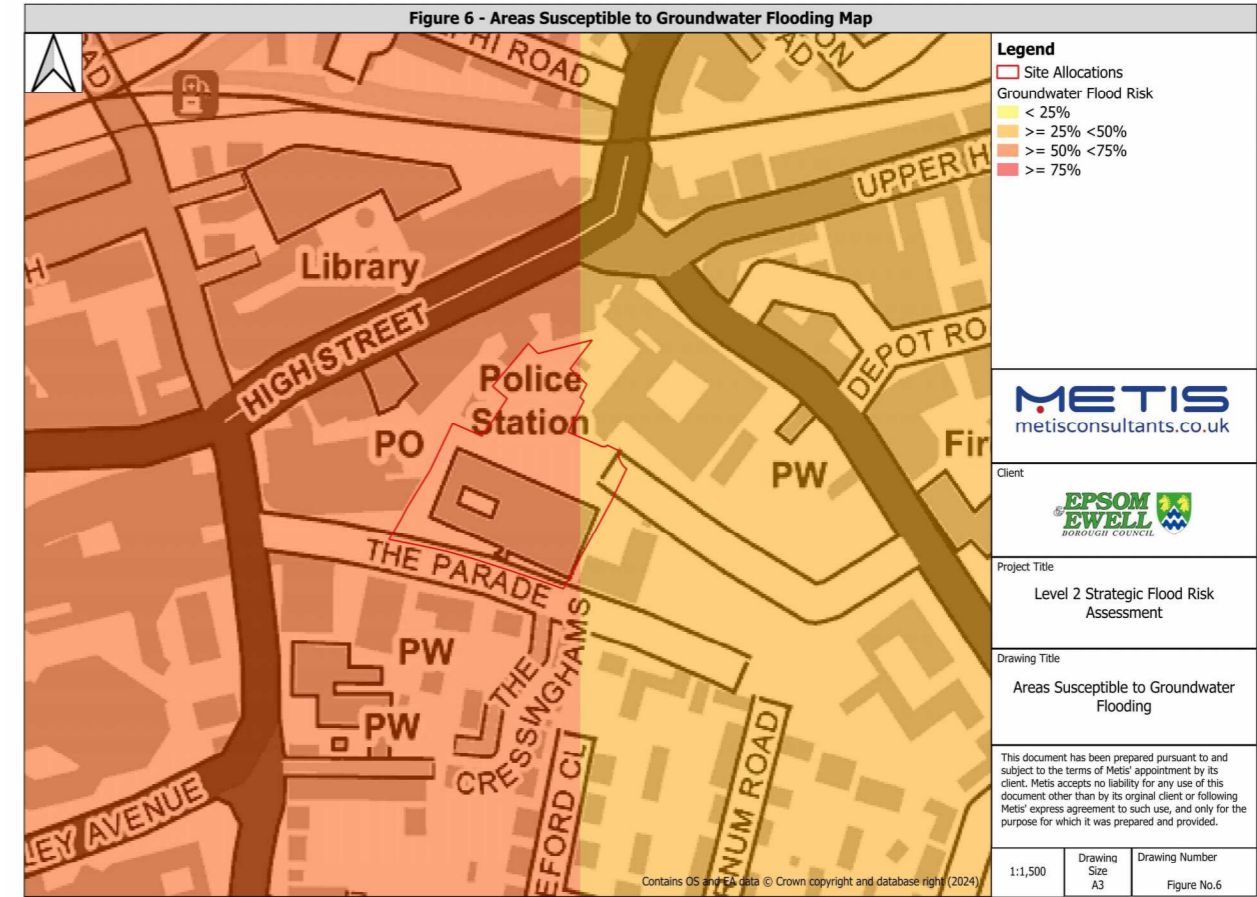 Figure 6 - Areas Susceptible to Groundwater Flooding Map
PHI ROAD
ON
AD
AD
UPPER H
Library
HIGH STREET
H
DEPOT RO
Police
Station
PO
PW
Fir
THE PARADE
PW
THE
CRESSINGHAMS
PW
LEY AVENUE
EFORD CL
NUM ROAD
Contains OS and EA data © Crown copyright and database right (2024)
Legend
Site Allocations
Groundwater Flood Risk
< 25%
>= 25% <50%
>= 50% <75%
>= 75%
METIS
metisconsultants.co.uk
Client
EPSOM
& EWELL
BOROUGH COUNCIL
Project Title
Level 2 Strategic Flood Risk
Assessment
Drawing Title
Areas Susceptible to Groundwater
Flooding
This document has been prepared pursuant to and
subject to the terms of Metis' appointment by its
client. Metis accepts no liability for any use of this
document other than by its orginal client or following
Metis' express agreement to such use, and only for the
purpose for which it was prepared and provided.
1:1,500
Drawing
Size
A3
Drawing Number
Figure No.6